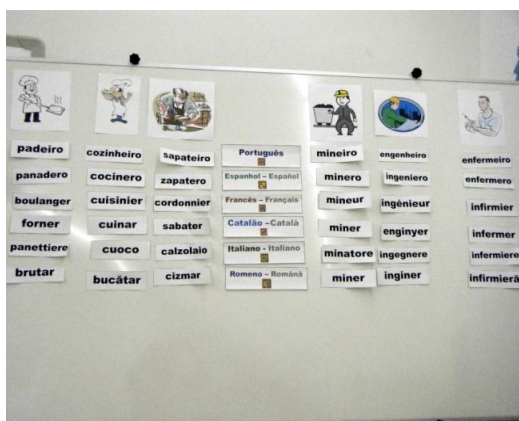 padeiro cozinheiro sapateiro Português mineiro engenheiro enfermeiro
panadero cocinero zapatero Espanhol – Español minero ingeniero enfermero
boulanger cuisinier cordonnier Francês – Français mineur ingénieur infirmier
forner cuinar sabater Catalão – Català miner enginyer infermer
panettiere cuoco calzolaio Italiano - Italiano minatore ingegnere infermiere
brutar bucătar cizmar Romeno – Română miner inginer infirmieră